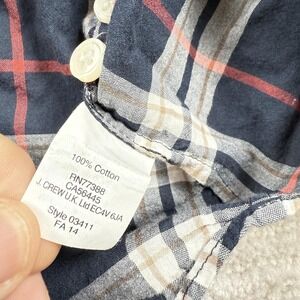 100% Cotton
RN77388
CA56445
J.CREW U.K. Ltd EC4V 6JA
Style 03411
FA 14